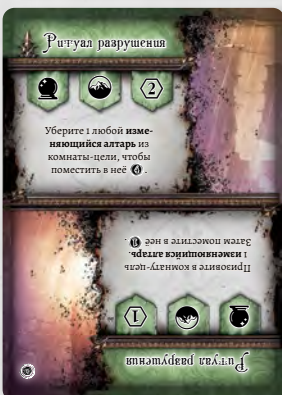 Ритуал разрушения
2
Уберите 1 любой изме-
няющийся алтарь из
комнаты-цели, чтобы
поместить в неё .
Призовите в комнату-цель
1 изменяющийся алтарь.
Затем поместите в неё .
1
Ритуал разрушения